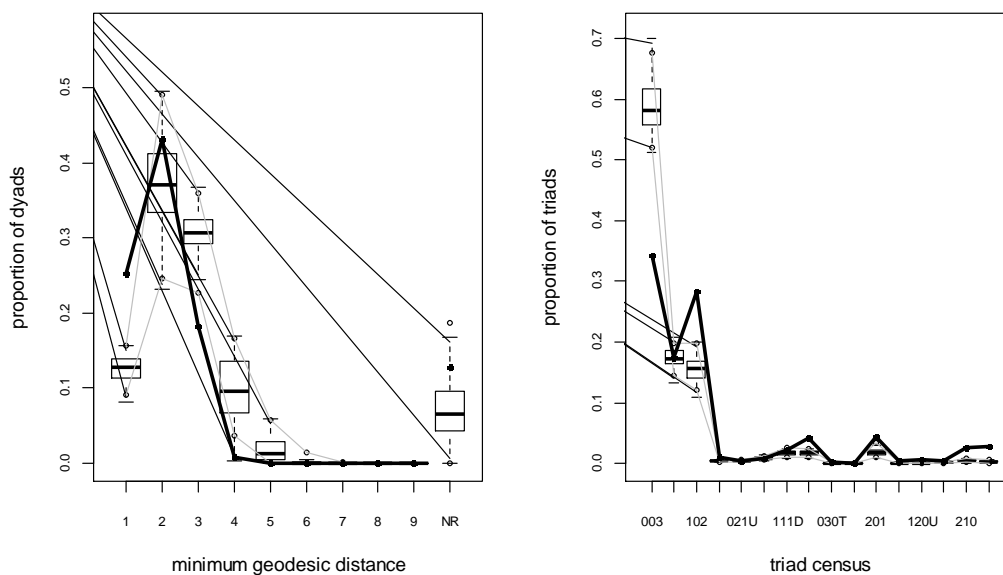 proportion of dyads
0.5
0.4
0.3
0.2
0.1
0.0
1 2 3 4 5 6 7 8 9 NR
minimum geodesic distance
proportion of triads
0.7
0.6
0.5
0.4
0.3
0.2
0.1
0.0
003 102 021U 111D 030T 201 120U 210
triad census